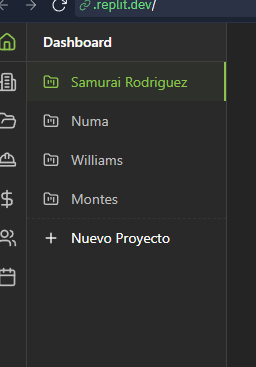 .replit.dev/
Dashboard
Samurai Rodriguez
Numa
Williams
Montes
Nuevo Proyecto